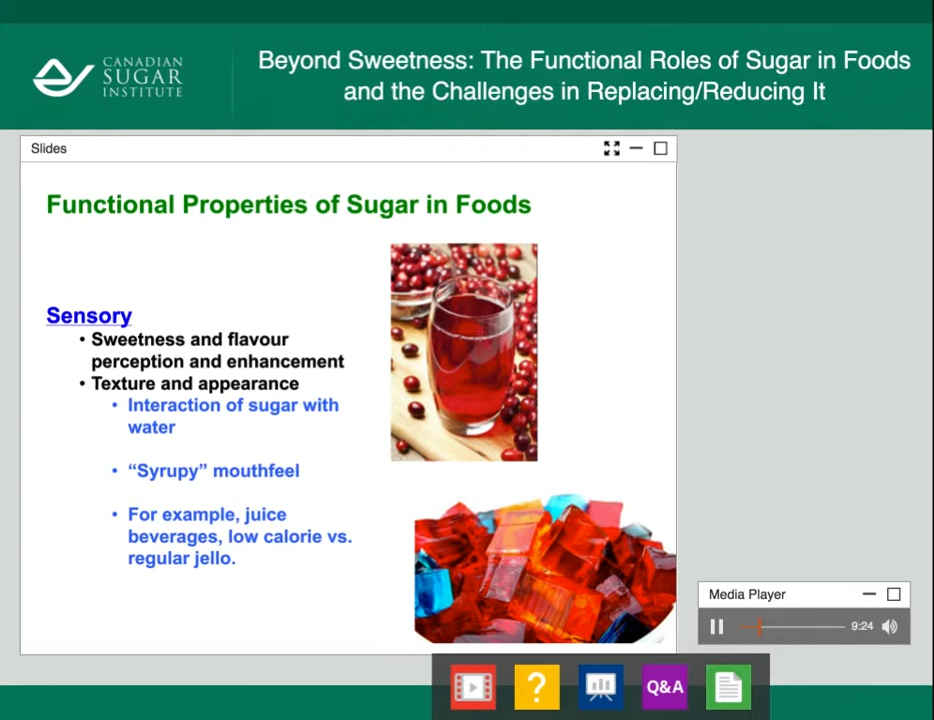 CANADIAN
SUGAR
INSTITUTE
Beyond Sweetness: The Functional Roles of Sugar in Foods
and the Challenges in Replacing/Reducing It
Slides
Functional Properties of Sugar in Foods
Sensory
• Sweetness and flavour
perception and enhancement
• Texture and appearance
• Interaction of sugar with
water
• “Syrupy” mouthfeel
• For example, juice
beverages, low calorie vs.
regular jello.
Media Player
9:24
?
Q&A